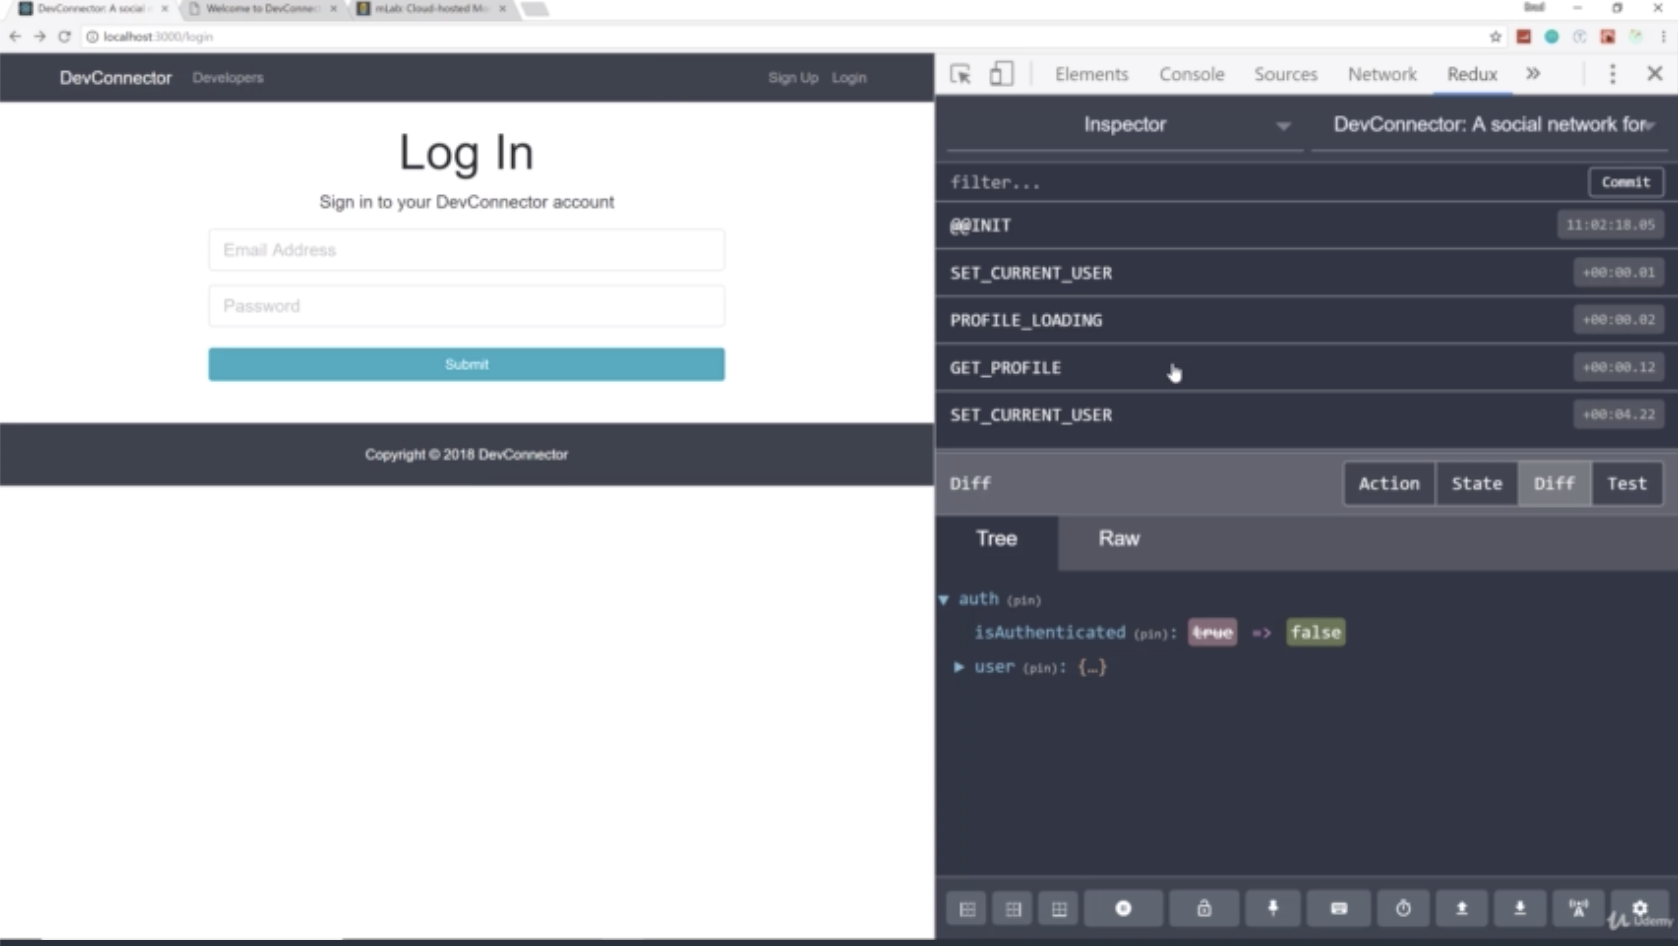 DevConnector: A social
Welcome to DevConnect
mLab: Cloud-hosted Mo
localhost:3000/login
DevConnector Developers Sign Up Login
Log In
Sign in to your DevConnector account
Email Address
Password
Submit
Copyright © 2018 DevConnector
Elements Console Sources Network Redux »
Inspector DevConnector: A social network for
filter... Commit
@@INIT 11:02:18.05
SET_CURRENT_USER +00:00.01
PROFILE_LOADING +00:00.02
GET_PROFILE +00:00.12
SET_CURRENT_USER +00:04.22
Diff Action State Diff Test
Tree Raw
auth (pin)
isAuthenticated (pin): true => false
user (pin): {…}
Udemy